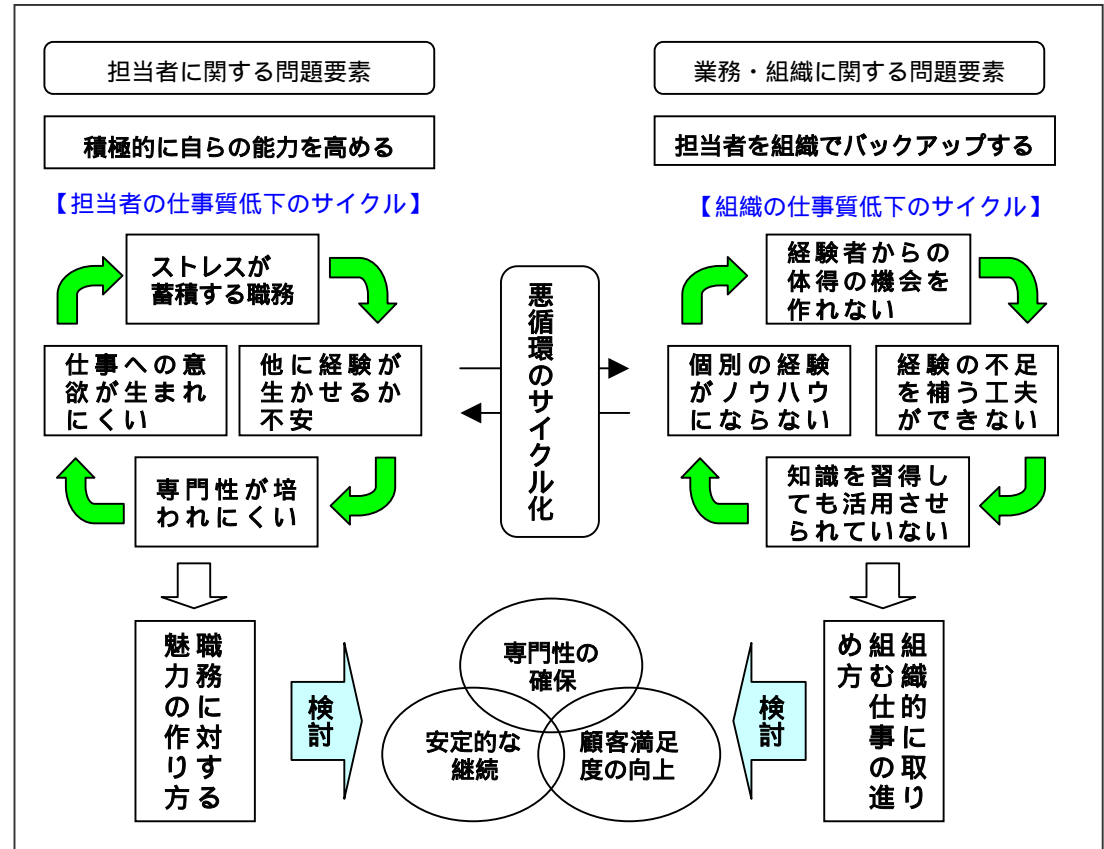 担当者に関する問題要素
積極的に自らの能力を高める
【担当者の仕事質低下のサイクル】
ストレスが
蓄積する職務
仕事への意
欲が生まれ
にくい
他に経験が
生かせるか
不安
専門性が培
われにくい
職務に対する
魅力の作り方
検討
悪循環のサイクル化
専門性の
確保
安定的な
継続
顧客満足
度の向上
業務・組織に関する問題要素
担当者を組織でバックアップする
【組織の仕事質低下のサイクル】
経験者からの
体得の機会を
作れない
個別の経験
がノウハウ
にならない
経験の不足
を補う工夫
ができない
知識を習得し
ても活用させ
られていない
組織的に取り
組む仕事の進
め方
検討